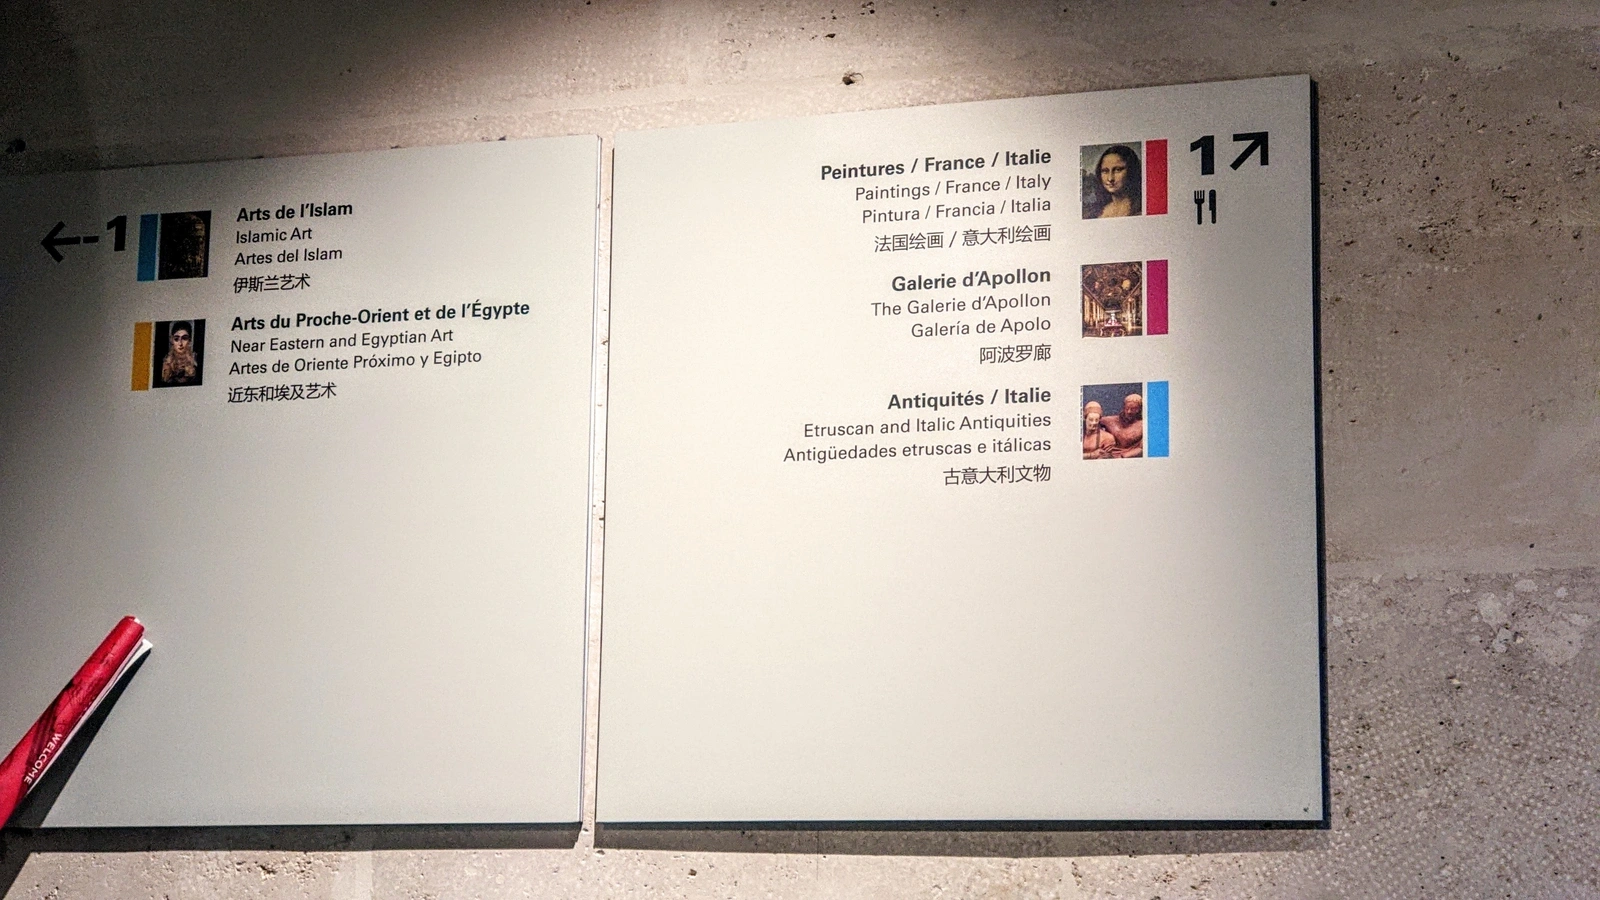 ←-1
Arts de l'Islam
Islamic Art
Artes del Islam
伊斯兰艺术
Arts du Proche-Orient et de l'Égypte
Near Eastern and Egyptian Art
Artes de Oriente Próximo y Egipto
近东和埃及艺术
1↗
Peintures / France / Italie
Paintings / France / Italy
Pintura / Francia / Italia
法国绘画 / 意大利绘画
Galerie d'Apollon
The Galerie d'Apollon
Galería de Apolo
阿波罗廊
Antiquités / Italie
Etruscan and Italic Antiquities
Antigüedades etruscas e itálicas
古意大利文物
WELCOME